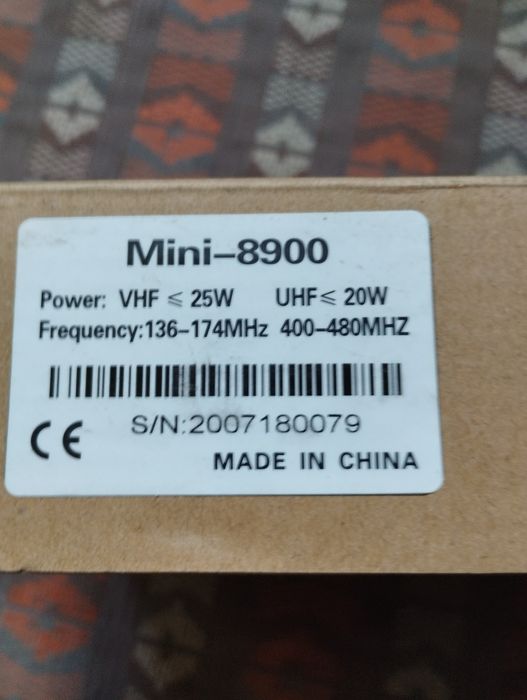 Mini-8900
Power: VHF ≤ 25W UHF≤ 20W
Frequency:136-174MHz 400-480MHZ
S/N:2007180079
CE
MADE IN CHINA